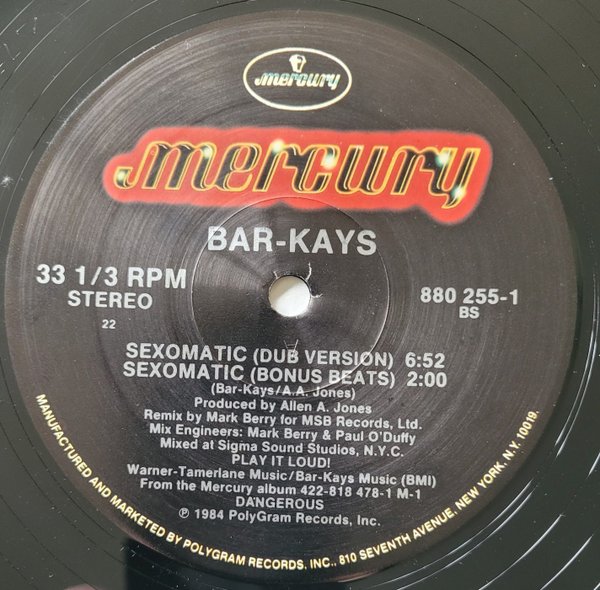 mercury
mercury
BAR-KAYS
33 1/3 RPM
STEREO
22
880 255-1
BS
SEXOMATIC (DUB VERSION) 6:52
SEXOMATIC (BONUS BEATS) 2:00
(Bar-Kays/A.A. Jones)
Produced by Allen A. Jones
Remix by Mark Berry for MSB Records, Ltd.
Mix Engineers: Mark Berry & Paul O'Duffy
Mixed at Sigma Sound Studios, N.Y.C.
PLAY IT LOUD!
Warner-Tamerlane Music/Bar-Kays Music (BMI)
From the Mercury album 422-818 478-1 M-1
DANGEROUS
℗ 1984 PolyGram Records, Inc.
MANUFACTURED AND MARKETED BY POLYGRAM RECORDS. INC., 810 SEVENTH AVENUE, NEW YORK, N.Y. 10019.